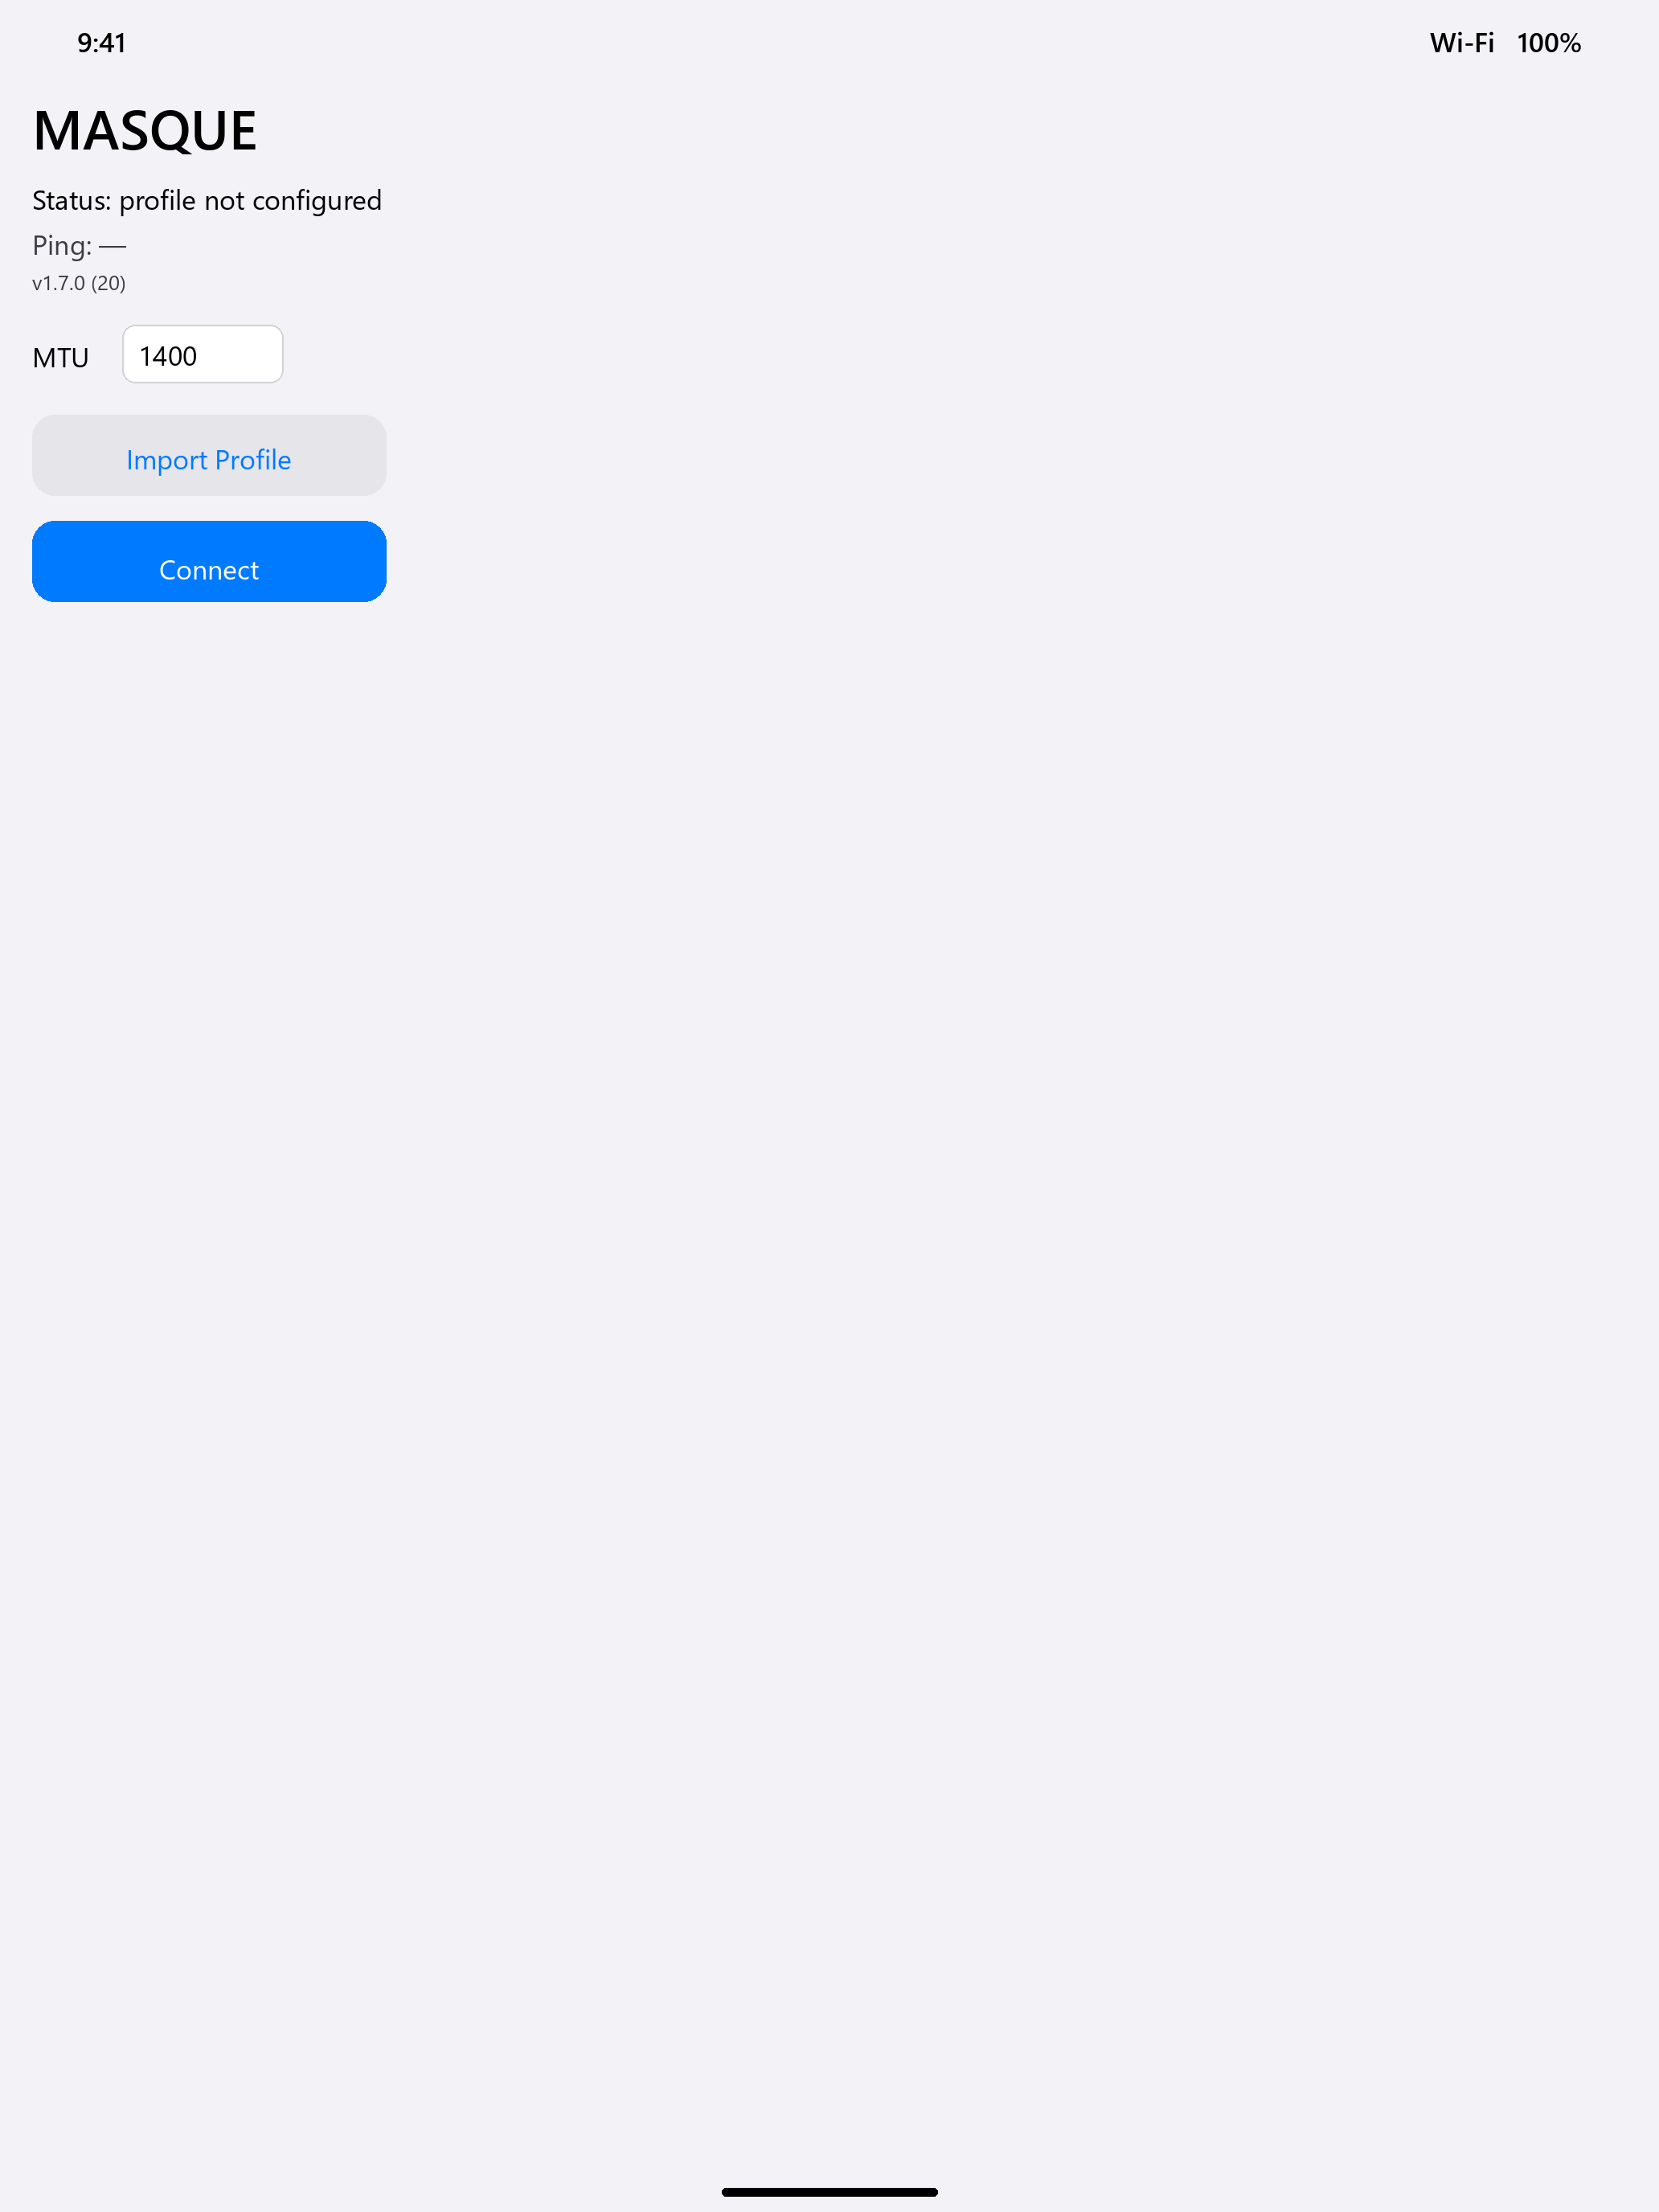 9:41 Wi-Fi 100%
MASQUE
Status: profile not configured
Ping: —
v1.7.0 (20)
MTU 1400
Import Profile
Connect